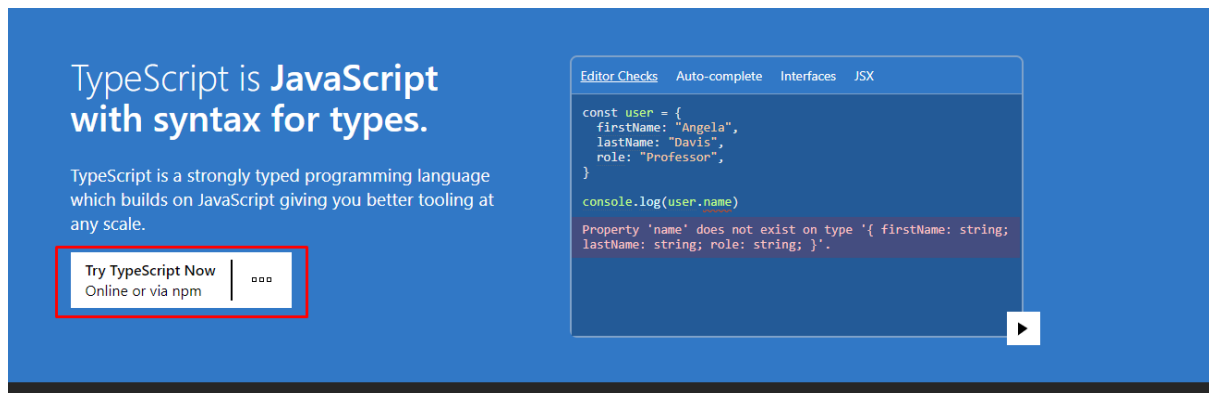 TypeScript is JavaScript
with syntax for types.
TypeScript is a strongly typed programming language
which builds on JavaScript giving you better tooling at
any scale.
Try TypeScript Now
Online or via npm
Editor Checks Auto-complete Interfaces JSX
const user = {
  firstName: "Angela",
  lastName: "Davis",
  role: "Professor",
}
console.log(user.name)
Property 'name' does not exist on type '{ firstName: string;
lastName: string; role: string; }'.